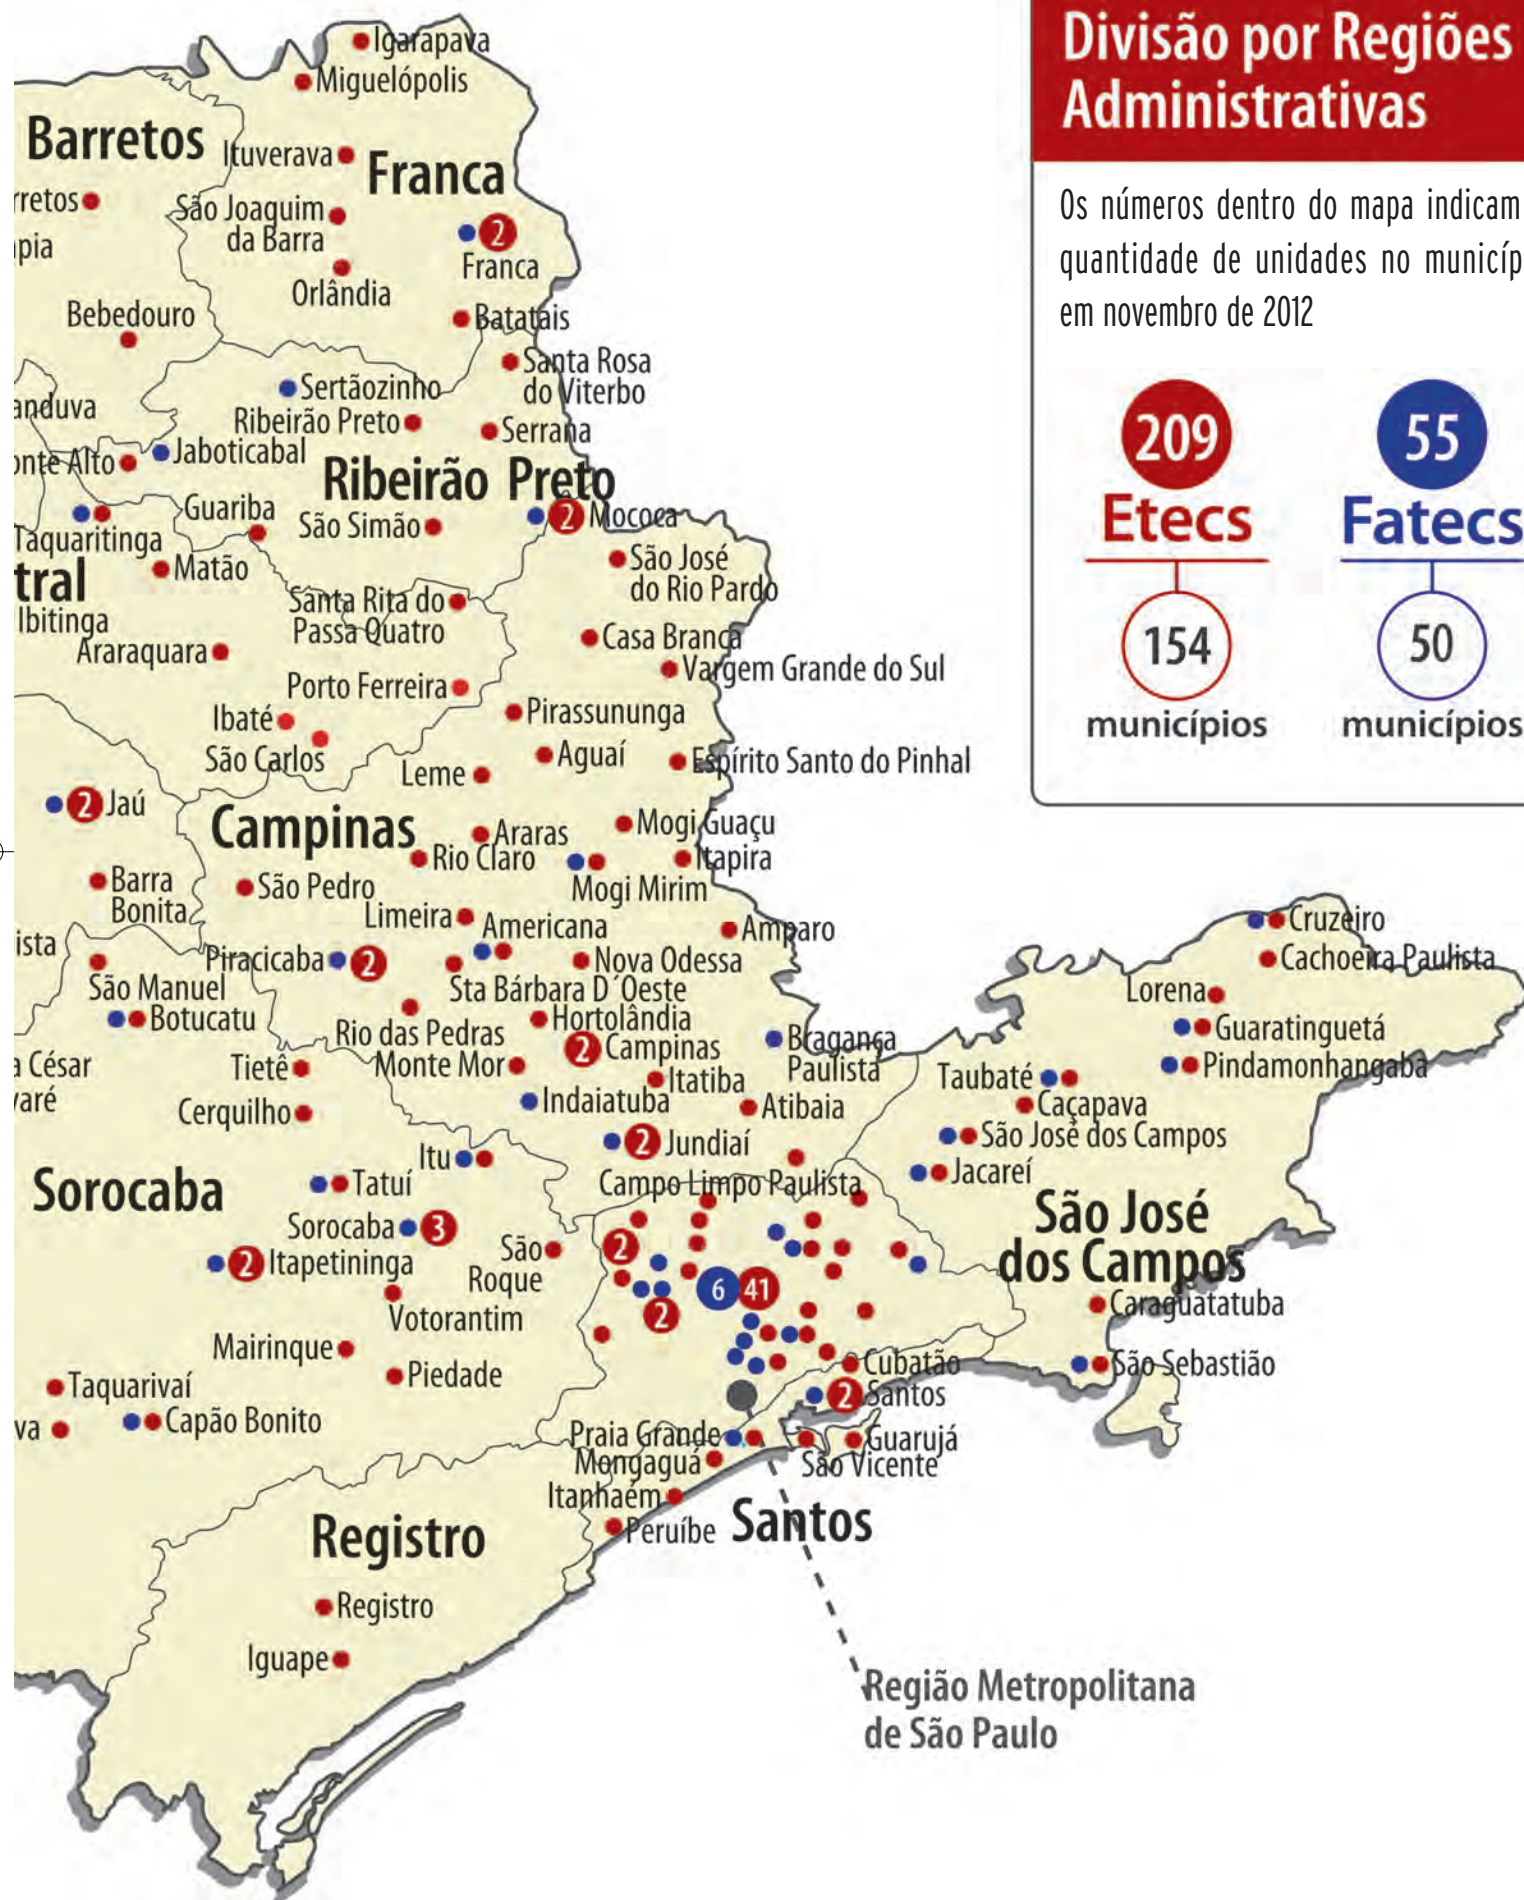 Divisão por Regiões
Administrativas
Os números dentro do mapa indicam
quantidade de unidades no municíp
em novembro de 2012
209
Etecs
154
municípios
55
Fatecs
50
municípios
Igarapava
Miguelópolis
Barretos
Ituverava
Franca
rretos
São Joaquim
da Barra
2
Franca
pia
Orlândia
Bebedouro
Batatais
Santa Rosa
do Viterbo
Sertãozinho
anduva
Ribeirão Preto
Serrana
onte Alto
Jaboticabal
Ribeirão Preto
Guariba
São Simão
2
Mococa
Taquaritinga
Matão
São José
do Rio Pardo
tral
Ibitinga
Santa Rita do
Passa Quatro
Casa Branca
Araraquara
Vargem Grande do Sul
Porto Ferreira
Ibaté
Pirassununga
São Carlos
Aguaí
Leme
Espírito Santo do Pinhal
2
Jaú
Campinas
Araras
Mogi Guaçu
Rio Claro
Itapira
Mogi Mirim
Barra
Bonita
São Pedro
Limeira
Americana
Amparo
ista
Piracicaba
2
Nova Odessa
São Manuel
Sta Bárbara D´Oeste
Botucatu
Rio das Pedras
Hortolândia
2
Campinas
Bragança
Paulista
a César
Tietê
Monte Mor
Itatiba
varé
Cerquilho
Indaiatuba
Atibaia
2
Jundiaí
Itu
Campo Limpo Paulista
Sorocaba
Tatuí
Sorocaba
3
2
Itapetininga
São
Roque
2
Votorantim
2
6
41
Mairinque
Piedade
Taquarivaí
va
Capão Bonito
Cruzeiro
Cachoeira Paulista
Lorena
Guaratinguetá
Pindamonhangaba
Taubaté
Caçapava
São José dos Campos
Jacareí
São José
dos Campos
Caraguatatuba
São Sebastião
Cubatão
2
Santos
Praia Grande
Guarujá
Mongaguá
São Vicente
Itanhaém
Peruíbe
Santos
Registro
Registro
Iguape
Região Metropolitana
de São Paulo